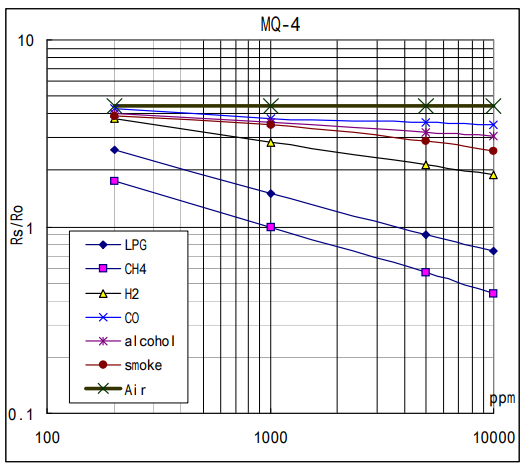 MQ-4
10
Rs/Ro
1
LPG
CH4
H2
CO
alcohol
smoke
Air
ppm
0.1
100
1000
10000